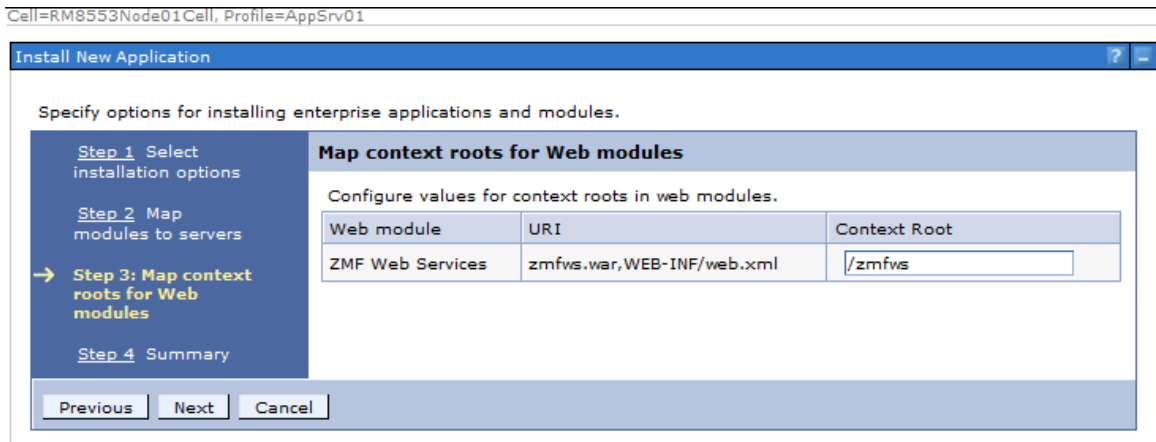 Cell=RM8553Node01Cell, Profile=AppSrv01
Install New Application ? –
Specify options for installing enterprise applications and modules.
Step 1 Select
installation options
Step 2 Map
modules to servers
→ Step 3: Map context
roots for Web
modules
Step 4 Summary
Map context roots for Web modules
Configure values for context roots in web modules.
Web module URI Context Root
ZMF Web Services zmfws.war,WEB-INF/web.xml /zmfws
Previous Next Cancel